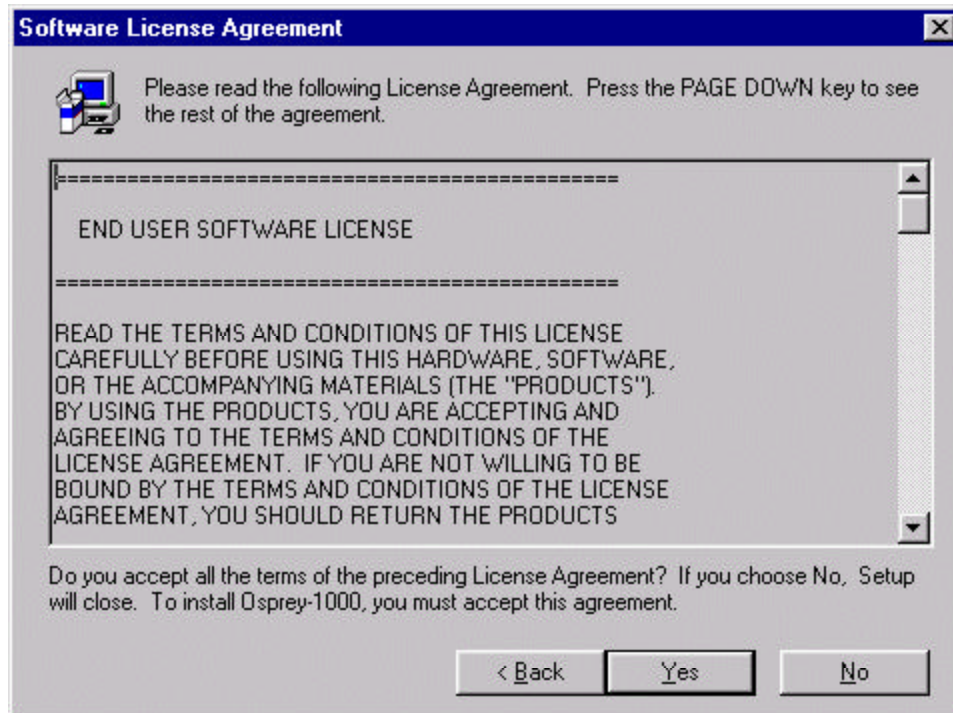 Software License Agreement
Please read the following License Agreement.  Press the PAGE DOWN key to see
the rest of the agreement.
===============================================
END USER SOFTWARE LICENSE
===============================================
READ THE TERMS AND CONDITIONS OF THIS LICENSE
CAREFULLY BEFORE USING THIS HARDWARE, SOFTWARE,
OR THE ACCOMPANYING MATERIALS (THE "PRODUCTS").
BY USING THE PRODUCTS, YOU ARE ACCEPTING AND
AGREEING TO THE TERMS AND CONDITIONS OF THE
LICENSE AGREEMENT.  IF YOU ARE NOT WILLING TO BE
BOUND BY THE TERMS AND CONDITIONS OF THE LICENSE
AGREEMENT, YOU SHOULD RETURN THE PRODUCTS
Do you accept all the terms of the preceding License Agreement?  If you choose No,  Setup
will close.  To install Osprey-1000, you must accept this agreement.
< Back  Yes  No